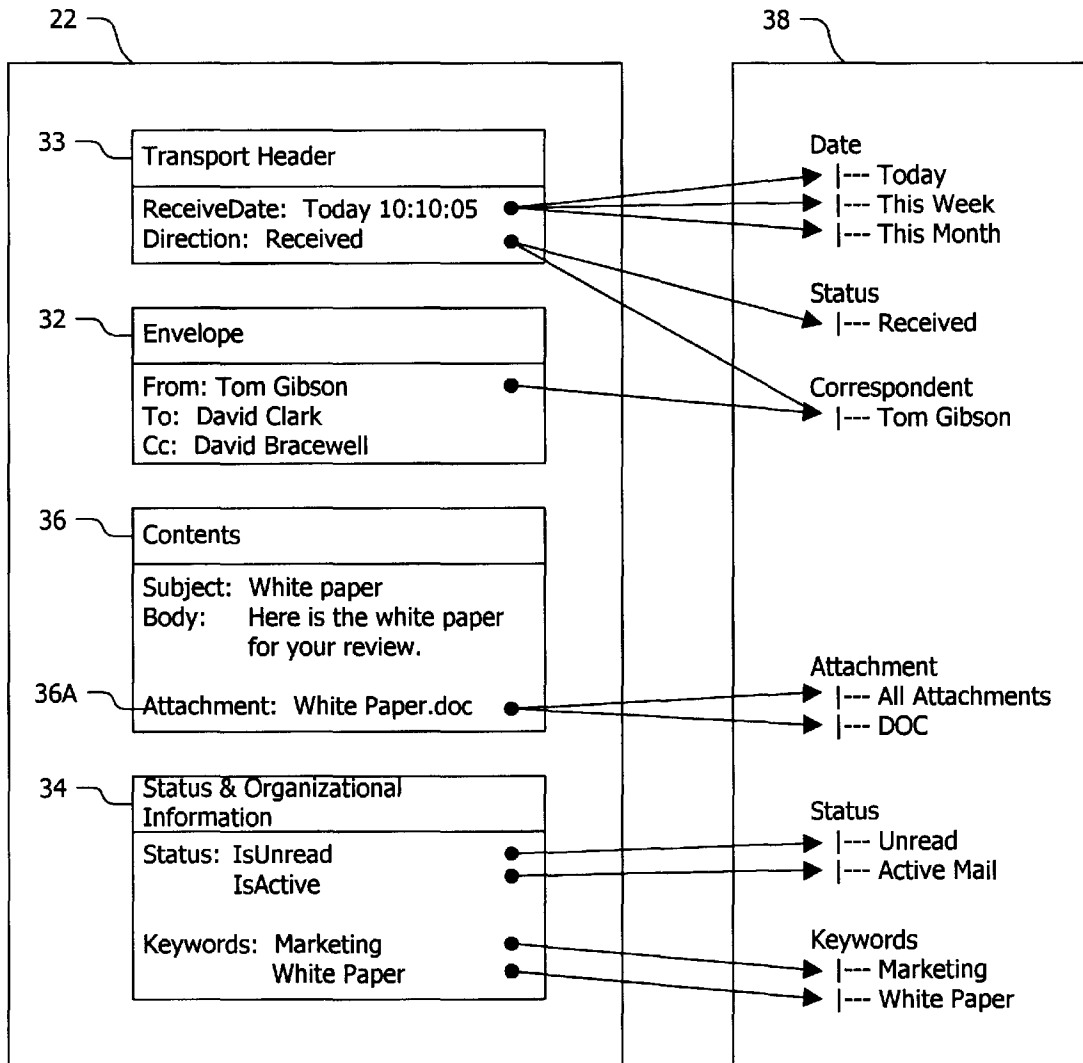 22
33
Transport Header
ReceiveDate: Today 10:10:05
Direction: Received
32
Envelope
From: Tom Gibson
To: David Clark
Cc: David Bracewell
36
Contents
Subject: White paper
Body: Here is the white paper
for your review.
36A
Attachment: White Paper.doc
34
Status & Organizational
Information
Status: IsUnread
IsActive
Keywords: Marketing
White Paper
38
Date
|--- Today
|--- This Week
|--- This Month
Status
|--- Received
Correspondent
|--- Tom Gibson
Attachment
|--- All Attachments
|--- DOC
Status
|--- Unread
|--- Active Mail
Keywords
|--- Marketing
|--- White Paper